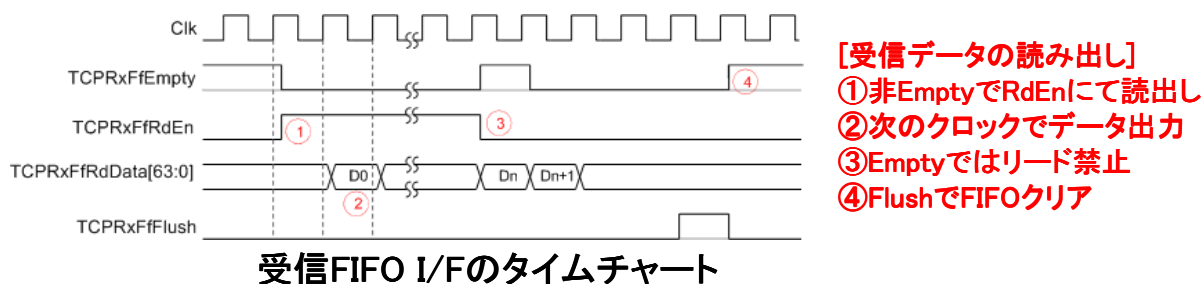 Clk
TCPRxFfEmpty
④
TCPRxFfRdEn
①
③
TCPRxFfRdData[63:0]
D0
Dn
Dn+1
②
TCPRxFfFlush
受信FIFO I/Fのタイムチャート
[受信データの読み出し]
①非EmptyでRdEnにて読出し
②次のクロックでデータ出力
③Emptyではリード禁止
④FlushでFIFOクリア